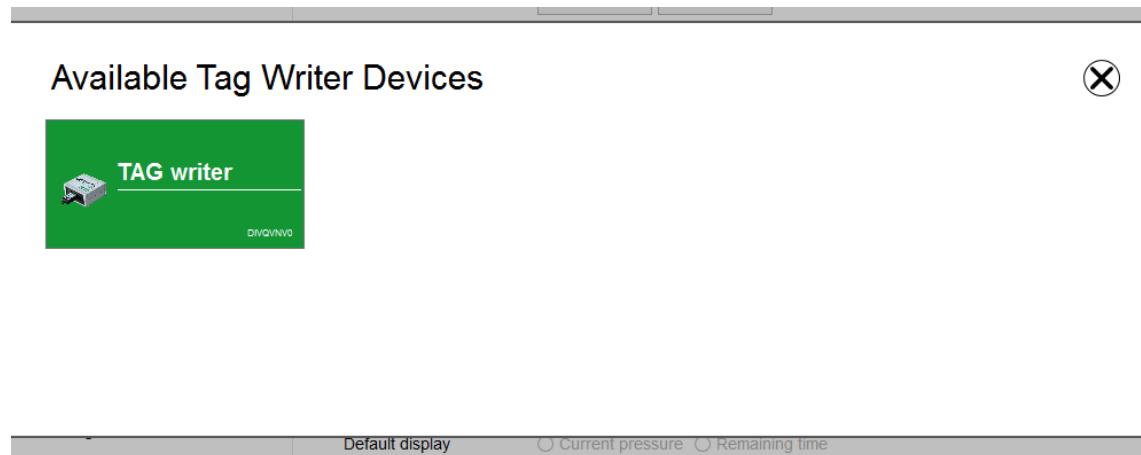 Available Tag Writer Devices
TAG writer
DIVQVNV0
Default display
Current pressure
Remaining time